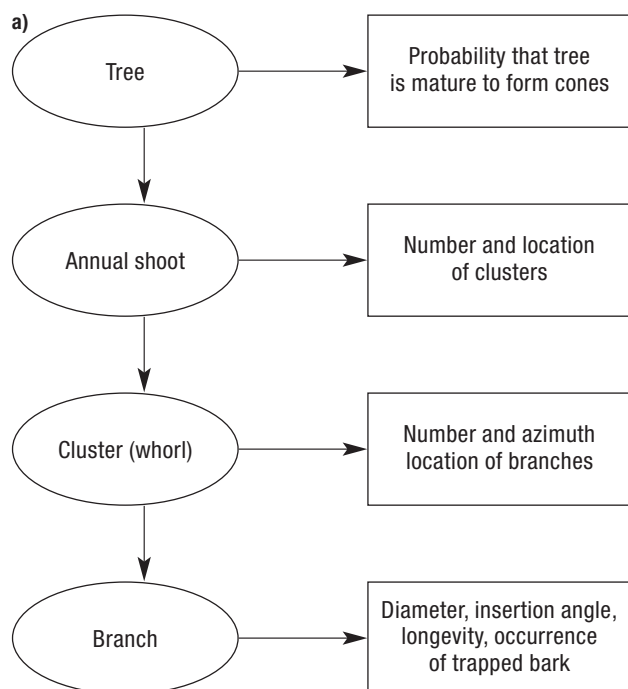 a)
Tree
Probability that tree
is mature to form cones
Annual shoot
Number and location
of clusters
Cluster (whorl)
Number and azimuth
location of branches
Branch
Diameter, insertion angle,
longevity, occurrence
of trapped bark